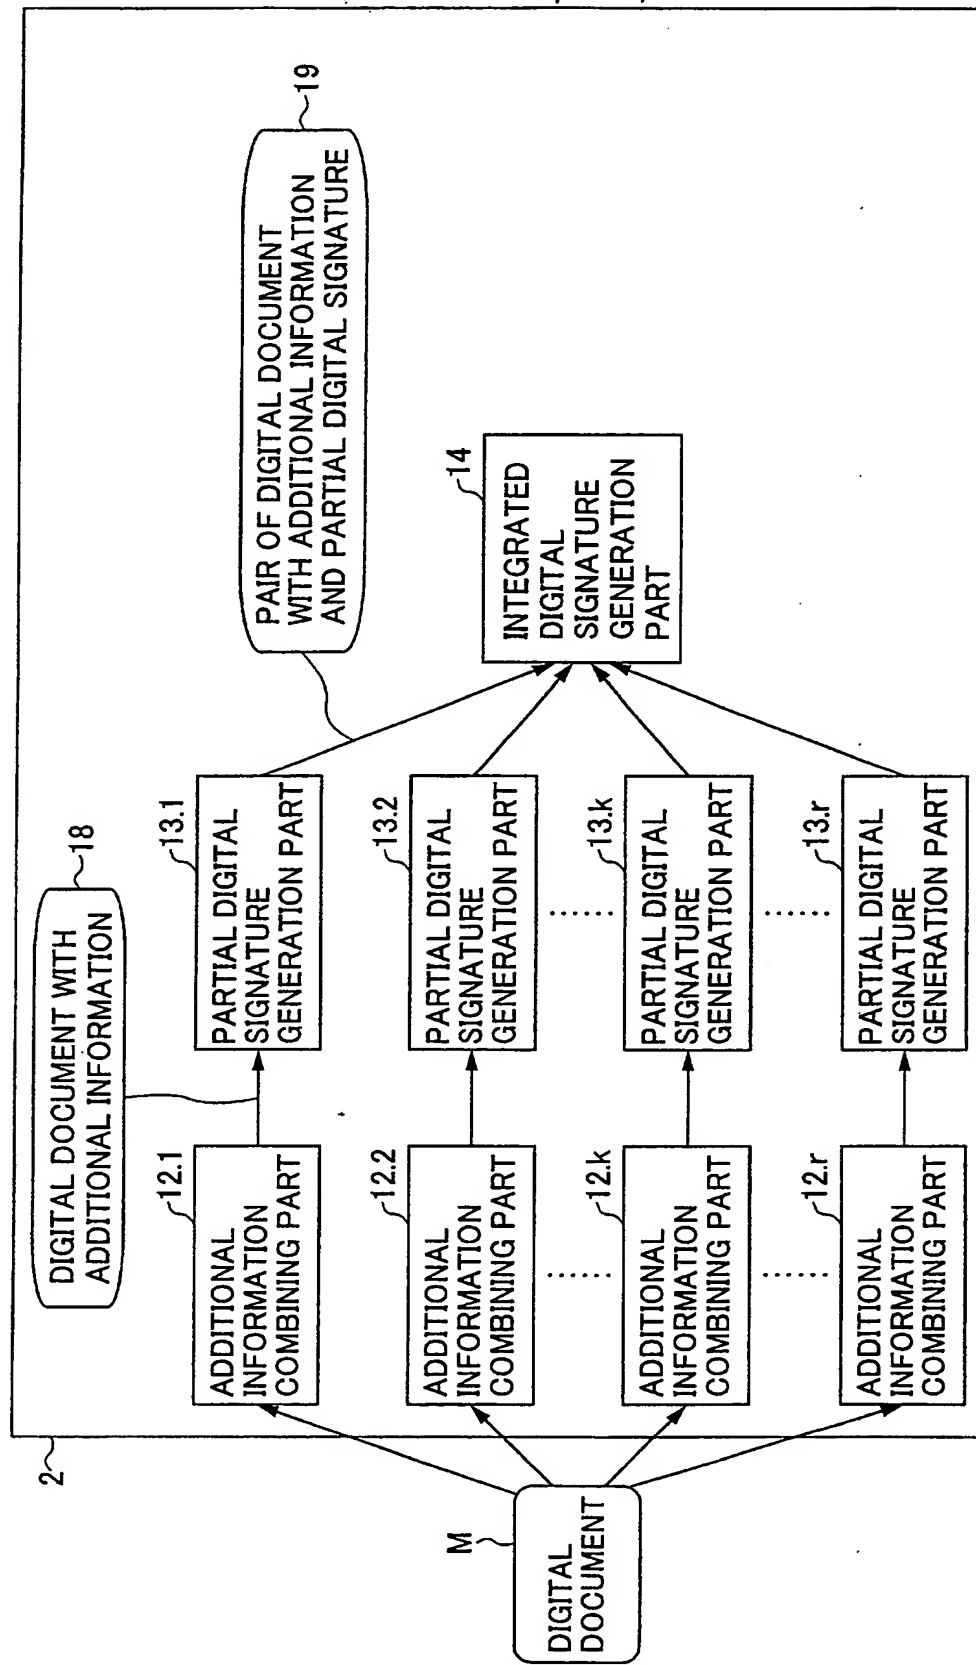 2
M
DIGITAL
DOCUMENT
DIGITAL DOCUMENT WITH
ADDITIONAL INFORMATION
18
PAIR OF DIGITAL DOCUMENT
WITH ADDITIONAL INFORMATION
AND PARTIAL DIGITAL SIGNATURE
19
12.1
ADDITIONAL
INFORMATION
COMBINING PART
13.1
PARTIAL DIGITAL
SIGNATURE
GENERATION PART
12.2
ADDITIONAL
INFORMATION
COMBINING PART
13.2
PARTIAL DIGITAL
SIGNATURE
GENERATION PART
12.k
ADDITIONAL
INFORMATION
COMBINING PART
13.k
PARTIAL DIGITAL
SIGNATURE
GENERATION PART
12.r
ADDITIONAL
INFORMATION
COMBINING PART
13.r
PARTIAL DIGITAL
SIGNATURE
GENERATION PART
14
INTEGRATED
DIGITAL
SIGNATURE
GENERATION
PART